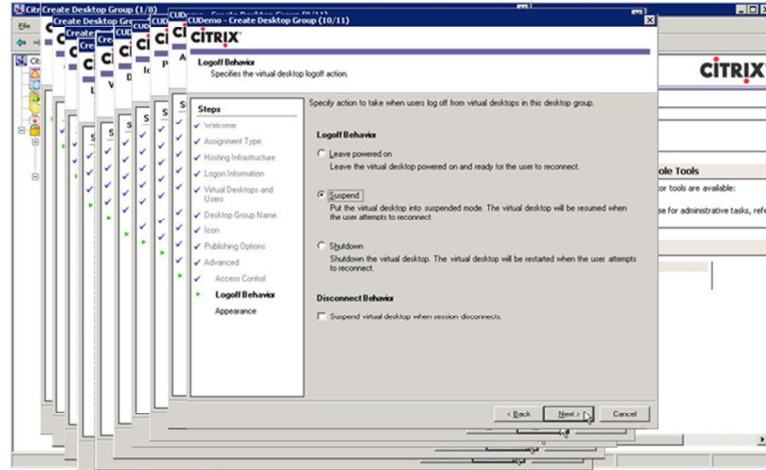 Create Desktop Group (1/8)
CUDemo - Create Desktop Group (10/11)
CITRIX
Logoff Behavior
Specifies the virtual desktop logoff action.
Steps
Welcome
Assignment Type
Hosting Infrastructure
Logon Information
Virtual Desktops and
Users
Desktop Group Name
Icon
Publishing Options
Advanced
Access Control
Logoff Behavior
Appearance
Specify action to take when users log off from virtual desktops in this desktop group.
Logoff Behavior
Leave powered on
Leave the virtual desktop powered on and ready for the user to reconnect.
Suspend
Put the virtual desktop into suspended mode. The virtual desktop will be resumed when
the user attempts to reconnect.
Shutdown
Shutdown the virtual desktop. The virtual desktop will be restarted when the user attempts
to reconnect.
Disconnect Behavior
Suspend virtual desktop when session disconnects.
< Back
Next >
Cancel
CITRIX
ole Tools
or tools are available:
se for administrative tasks, refe